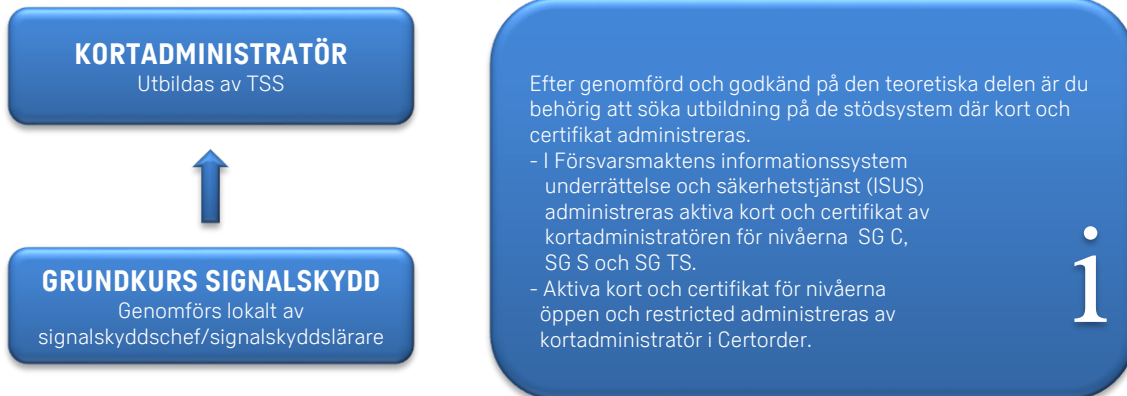 KORTADMINISTRATÖR
Utbildas av TSS
GRUNDKURS SIGNALSKYDD
Genomförs lokalt av
signalskyddschef/signalskyddslärare
Efter genomförd och godkänd på den teoretiska delen är du
behörig att söka utbildning på de stödsystem där kort och
certifikat administreras.
- I Försvarsmaktens informationssystem
underrättelse och säkerhetstjänst (ISUS)
administreras aktiva kort och certifikat av
kortadministratören för nivåerna SG C,
SG S och SG TS.
- Aktiva kort och certifikat för nivåerna
öppen och restricted administreras av
kortadministratör i Certorder.
i